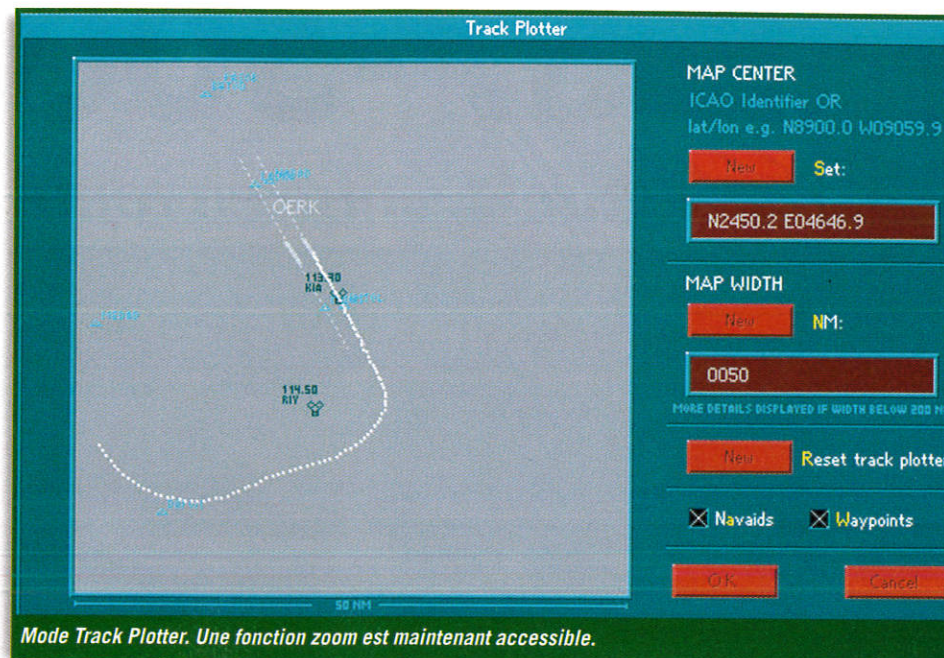 Track Plotter
MAP CENTER
ICAO Identifier OR
lat/lon e.g. N8900.0 W09059.9
New Set:
N2450.2 E04646.9
MAP WIDTH
New NM:
0050
MORE DETAILS DISPLAYED IF WIDTH BELOW 200 N
New Reset track plotter
Navaids Waypoints
OK Cancel
OERK
113.30
KIA
114.50
RIY
50 NM
Mode Track Plotter. Une fonction zoom est maintenant accessible.